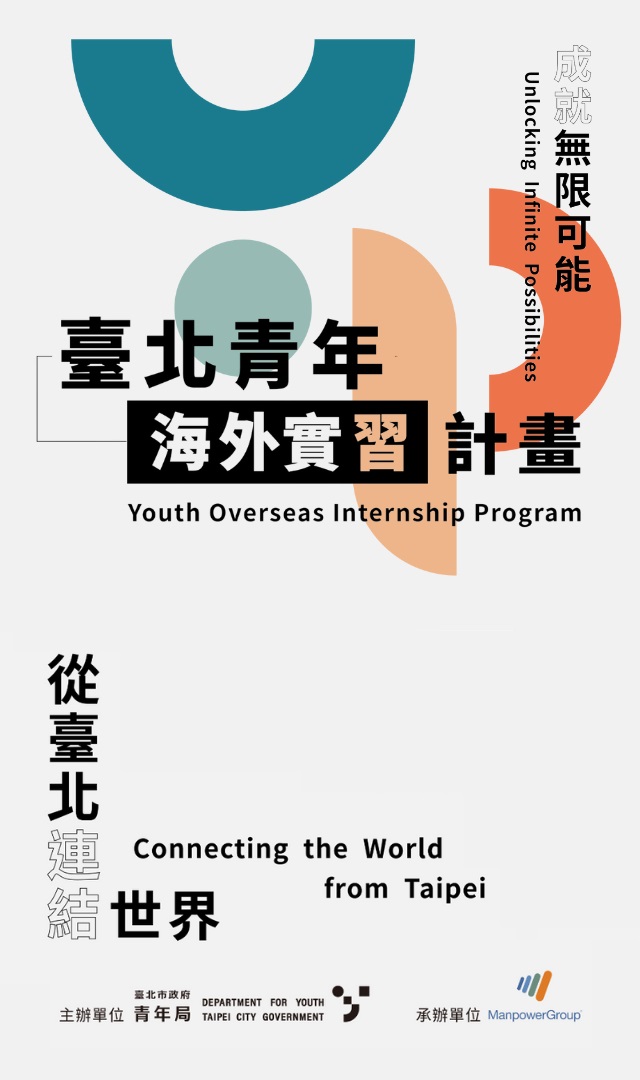 成就無限可能
Unlocking Infinite Possibilities
臺北青年
海外實習計畫
Youth Overseas Internship Program
從臺北連結世界
Connecting the World
from Taipei
主辦單位
臺北市政府
青年局
DEPARTMENT FOR YOUTH
TAIPEI CITY GOVERNMENT
承辦單位
ManpowerGroup